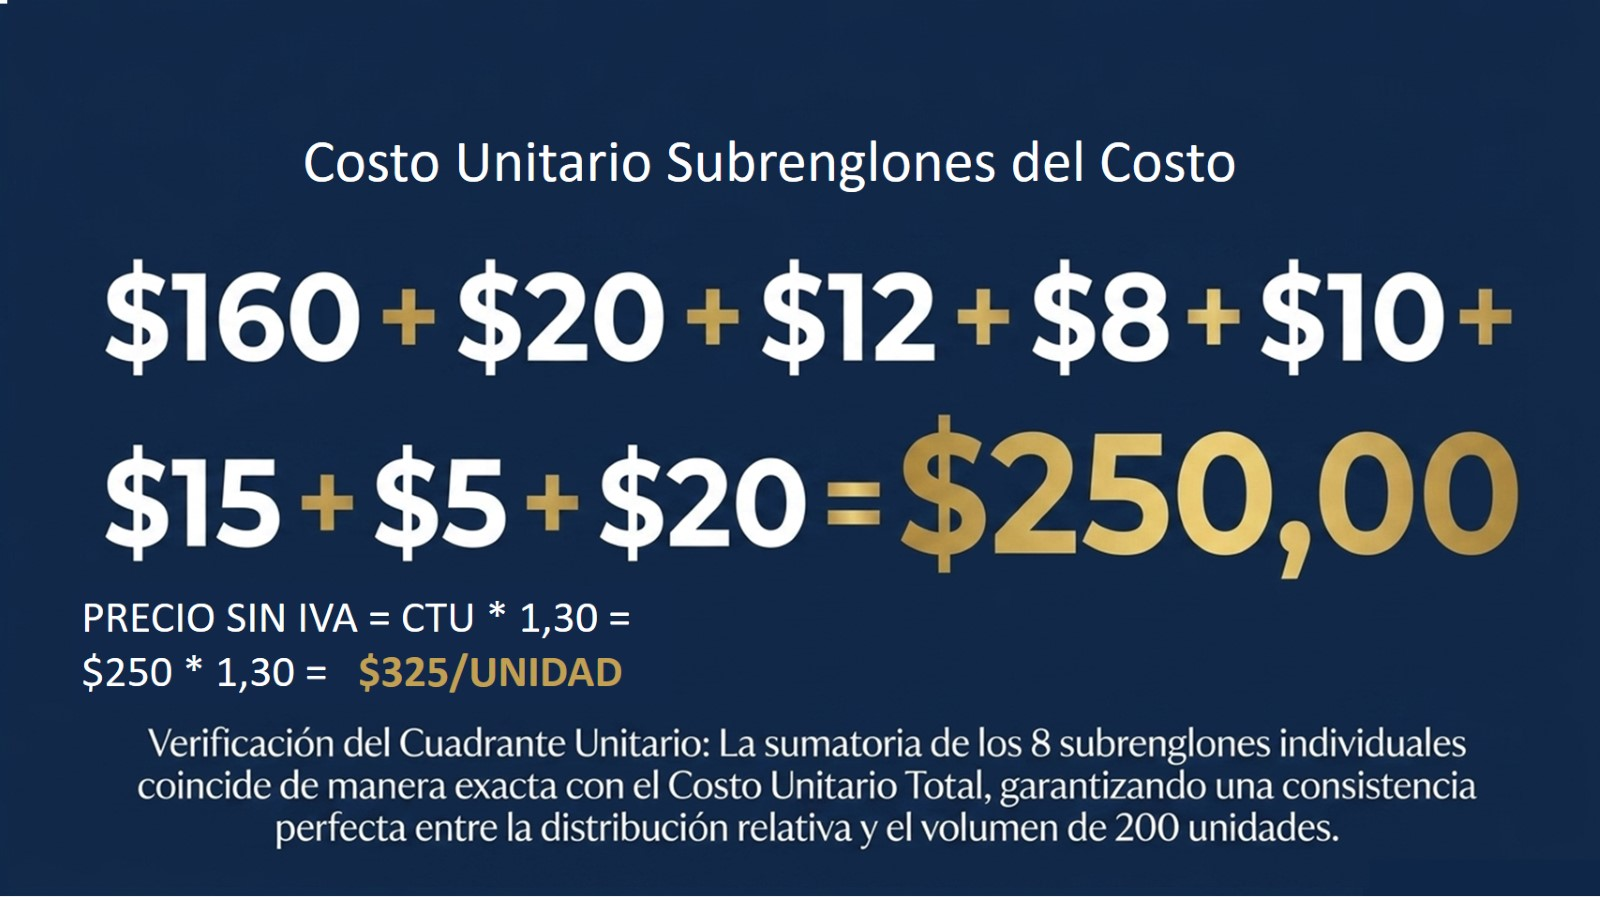 Costo Unitario Subrenglones del Costo
$160 + $20 + $12 + $8 + $10 +
$15 + $5 + $20 = $250,00
PRECIO SIN IVA = CTU * 1,30 =
$250 * 1,30 = $325/UNIDAD
Verificación del Cuadrante Unitario: La sumatoria de los 8 subrenglones individuales
coincide de manera exacta con el Costo Unitario Total, garantizando una consistencia
perfecta entre la distribución relativa y el volumen de 200 unidades.